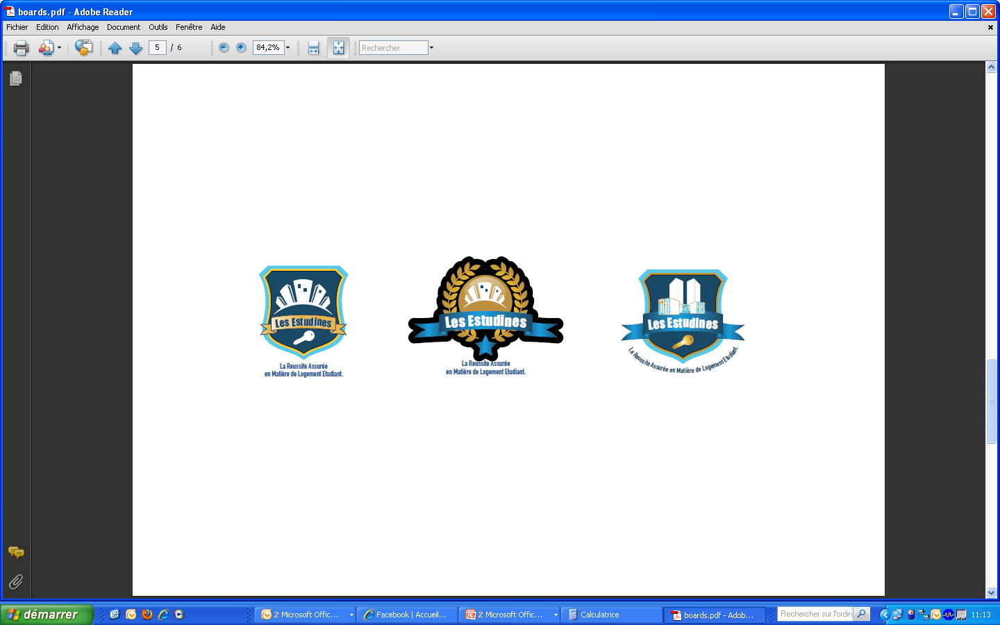 boards.pdf - Adobe Reader
Fichier Edition Affichage Document Outils Fenêtre Aide
5 / 6 84,2% Rechercher
Les Estudines
La Reussite Assurée
en Matière de Logement Etudiant.
Les Estudines
La Reussite Assurée
en Matière de Logement Etudiant.
Les Estudines
La Reussite Assurée en Matière de Logement Etudiant.
démarrer 2 Microsoft Offic... Facebook | Accueil... 2 Microsoft Offic... Calculatrice boards.pdf - Adob... Rechercher sur l'ordin 11:13